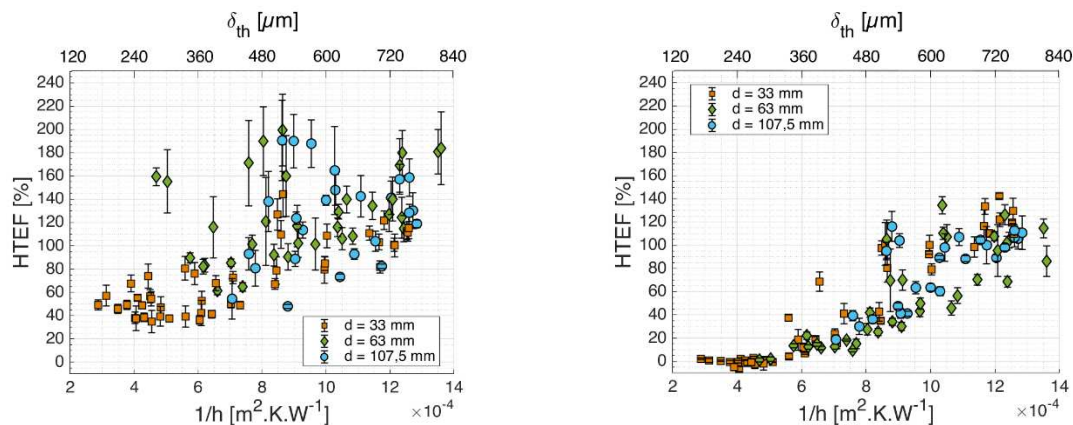 δth [µm]
120 240 360 480 600 720 840
240
220
200
180
160
140
120
100
80
60
40
20
0
HTEF [%]
d = 33 mm
d = 63 mm
d = 107,5 mm
2 4 6 8 10 12 14
1/h [m².K.W⁻¹]
×10⁻⁴
δth [µm]
120 240 360 480 600 720 840
240
220
200
180
160
140
120
100
80
60
40
20
0
HTEF [%]
d = 33 mm
d = 63 mm
d = 107,5 mm
2 4 6 8 10 12 14
1/h [m².K.W⁻¹]
×10⁻⁴